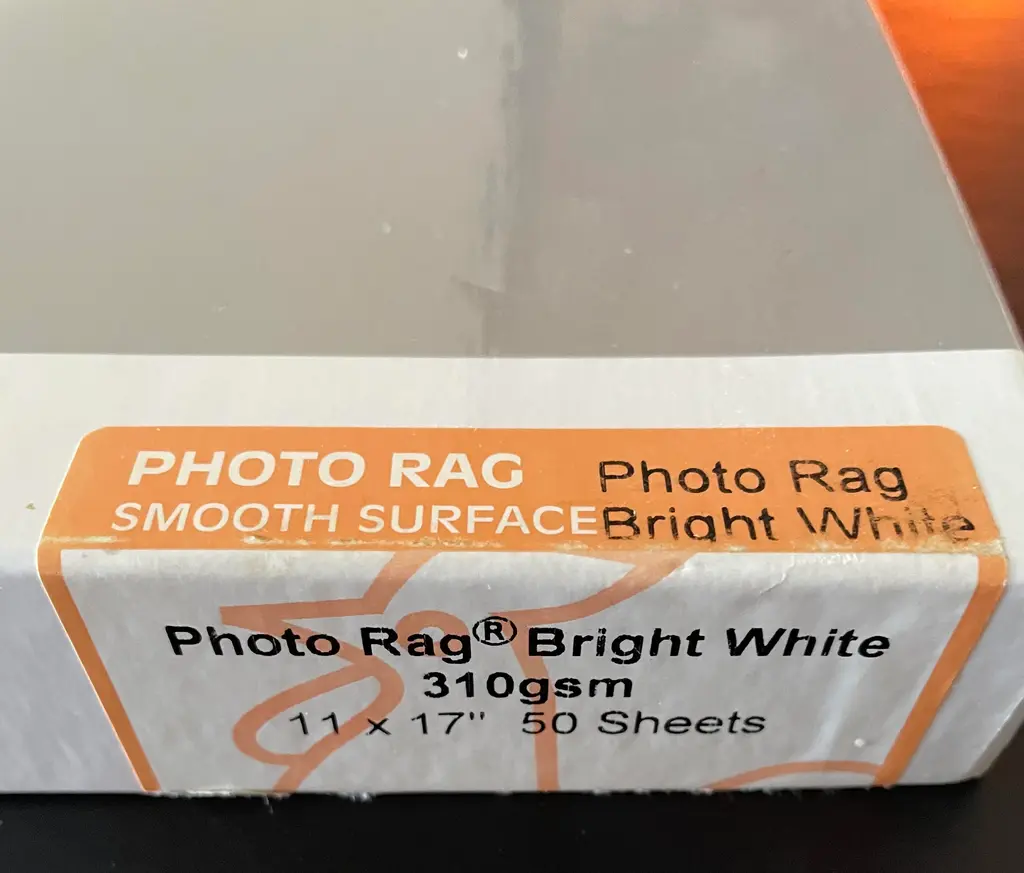 PHOTO RAG
SMOOTH SURFACE
Photo Rag
Bright White
Photo Rag® Bright White
310gsm
11 x 17" 50 Sheets